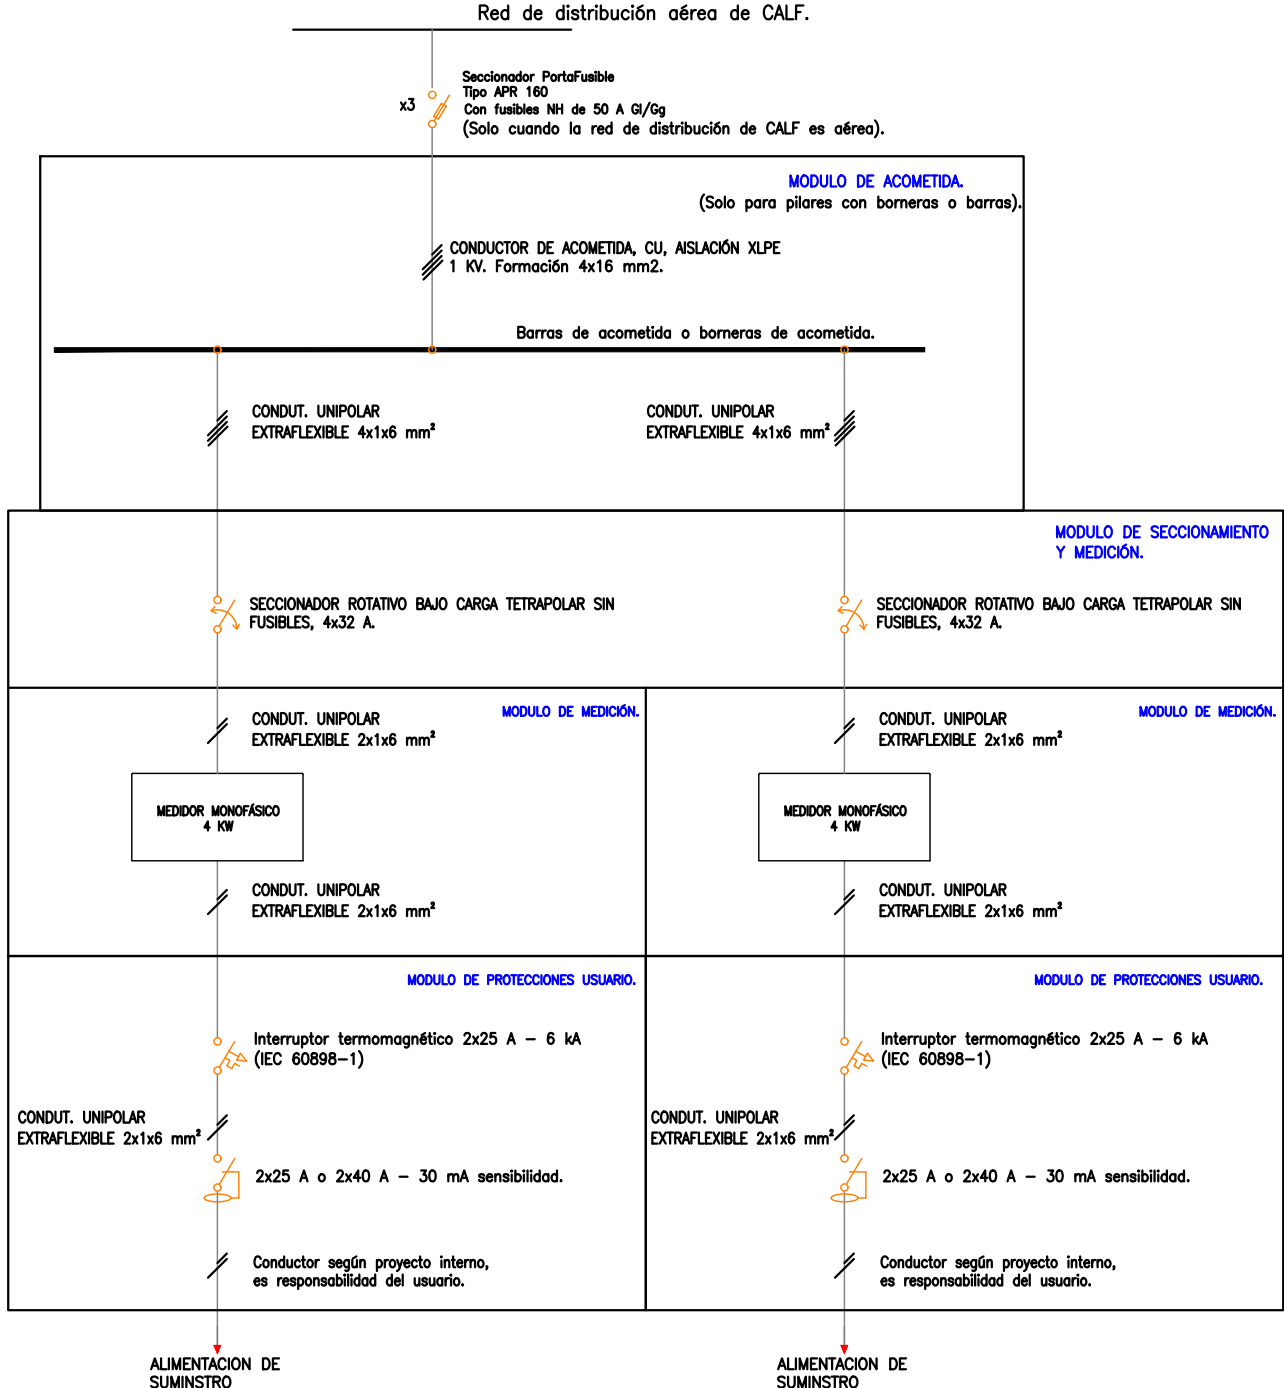 Red de distribución aérea de CALF.
Seccionador PortaFusible
Tipo APR 160
x3
Con fusibles NH de 50 A Gl/Gg
(Solo cuando la red de distribución de CALF es aérea).
MODULO DE ACOMETIDA.
(Solo para pilares con borneras o barras).
CONDUCTOR DE ACOMETIDA, CU, AISLACIÓN XLPE
1 KV. Formación 4x16 mm2.
Barras de acometida o borneras de acometida.
CONDUT. UNIPOLAR
EXTRAFLEXIBLE 4x1x6 mm²
CONDUT. UNIPOLAR
EXTRAFLEXIBLE 4x1x6 mm²
MODULO DE SECCIONAMIENTO
Y MEDICIÓN.
SECCIONADOR ROTATIVO BAJO CARGA TETRAPOLAR SIN
FUSIBLES, 4x32 A.
SECCIONADOR ROTATIVO BAJO CARGA TETRAPOLAR SIN
FUSIBLES, 4x32 A.
MODULO DE MEDICIÓN.
CONDUT. UNIPOLAR
EXTRAFLEXIBLE 2x1x6 mm²
MEDIDOR MONOFÁSICO
4 KW
CONDUT. UNIPOLAR
EXTRAFLEXIBLE 2x1x6 mm²
MODULO DE MEDICIÓN.
CONDUT. UNIPOLAR
EXTRAFLEXIBLE 2x1x6 mm²
MEDIDOR MONOFÁSICO
4 KW
CONDUT. UNIPOLAR
EXTRAFLEXIBLE 2x1x6 mm²
MODULO DE PROTECCIONES USUARIO.
Interruptor termomagnético 2x25 A – 6 kA
(IEC 60898–1)
CONDUT. UNIPOLAR
EXTRAFLEXIBLE 2x1x6 mm²
2x25 A o 2x40 A – 30 mA sensibilidad.
Conductor según proyecto interno,
es responsabilidad del usuario.
MODULO DE PROTECCIONES USUARIO.
Interruptor termomagnético 2x25 A – 6 kA
(IEC 60898–1)
CONDUT. UNIPOLAR
EXTRAFLEXIBLE 2x1x6 mm²
2x25 A o 2x40 A – 30 mA sensibilidad.
Conductor según proyecto interno,
es responsabilidad del usuario.
ALIMENTACION DE
SUMINSTRO
ALIMENTACION DE
SUMINSTRO